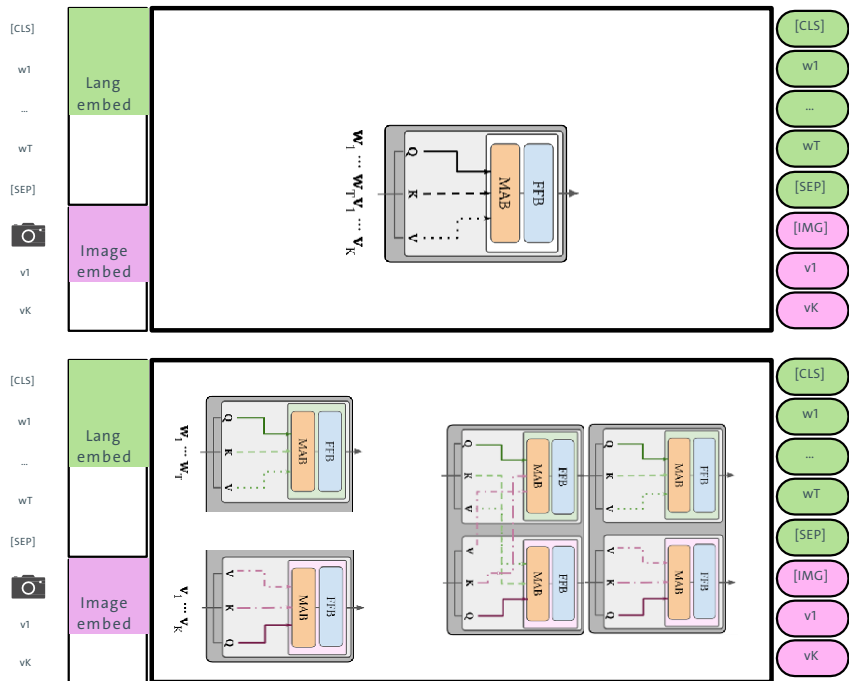 [CLS]
w1
...
wT
[SEP]
v1
vK
Lang
embed
Image
embed
W1 ... WT V1 ... VK
Q
K
V
MAB
FFB
[CLS]
w1
...
wT
[SEP]
[IMG]
v1
vK
[CLS]
w1
...
wT
[SEP]
v1
vK
Lang
embed
Image
embed
W1 ... WT
Q
K
V
MAB
FFB
V1 ... VK
V
K
Q
MAB
FFB
Q
K
V
MAB
FFB
V
K
Q
MAB
FFB
Q
K
V
MAB
FFB
V
K
Q
MAB
FFB
[CLS]
w1
...
wT
[SEP]
[IMG]
v1
vK